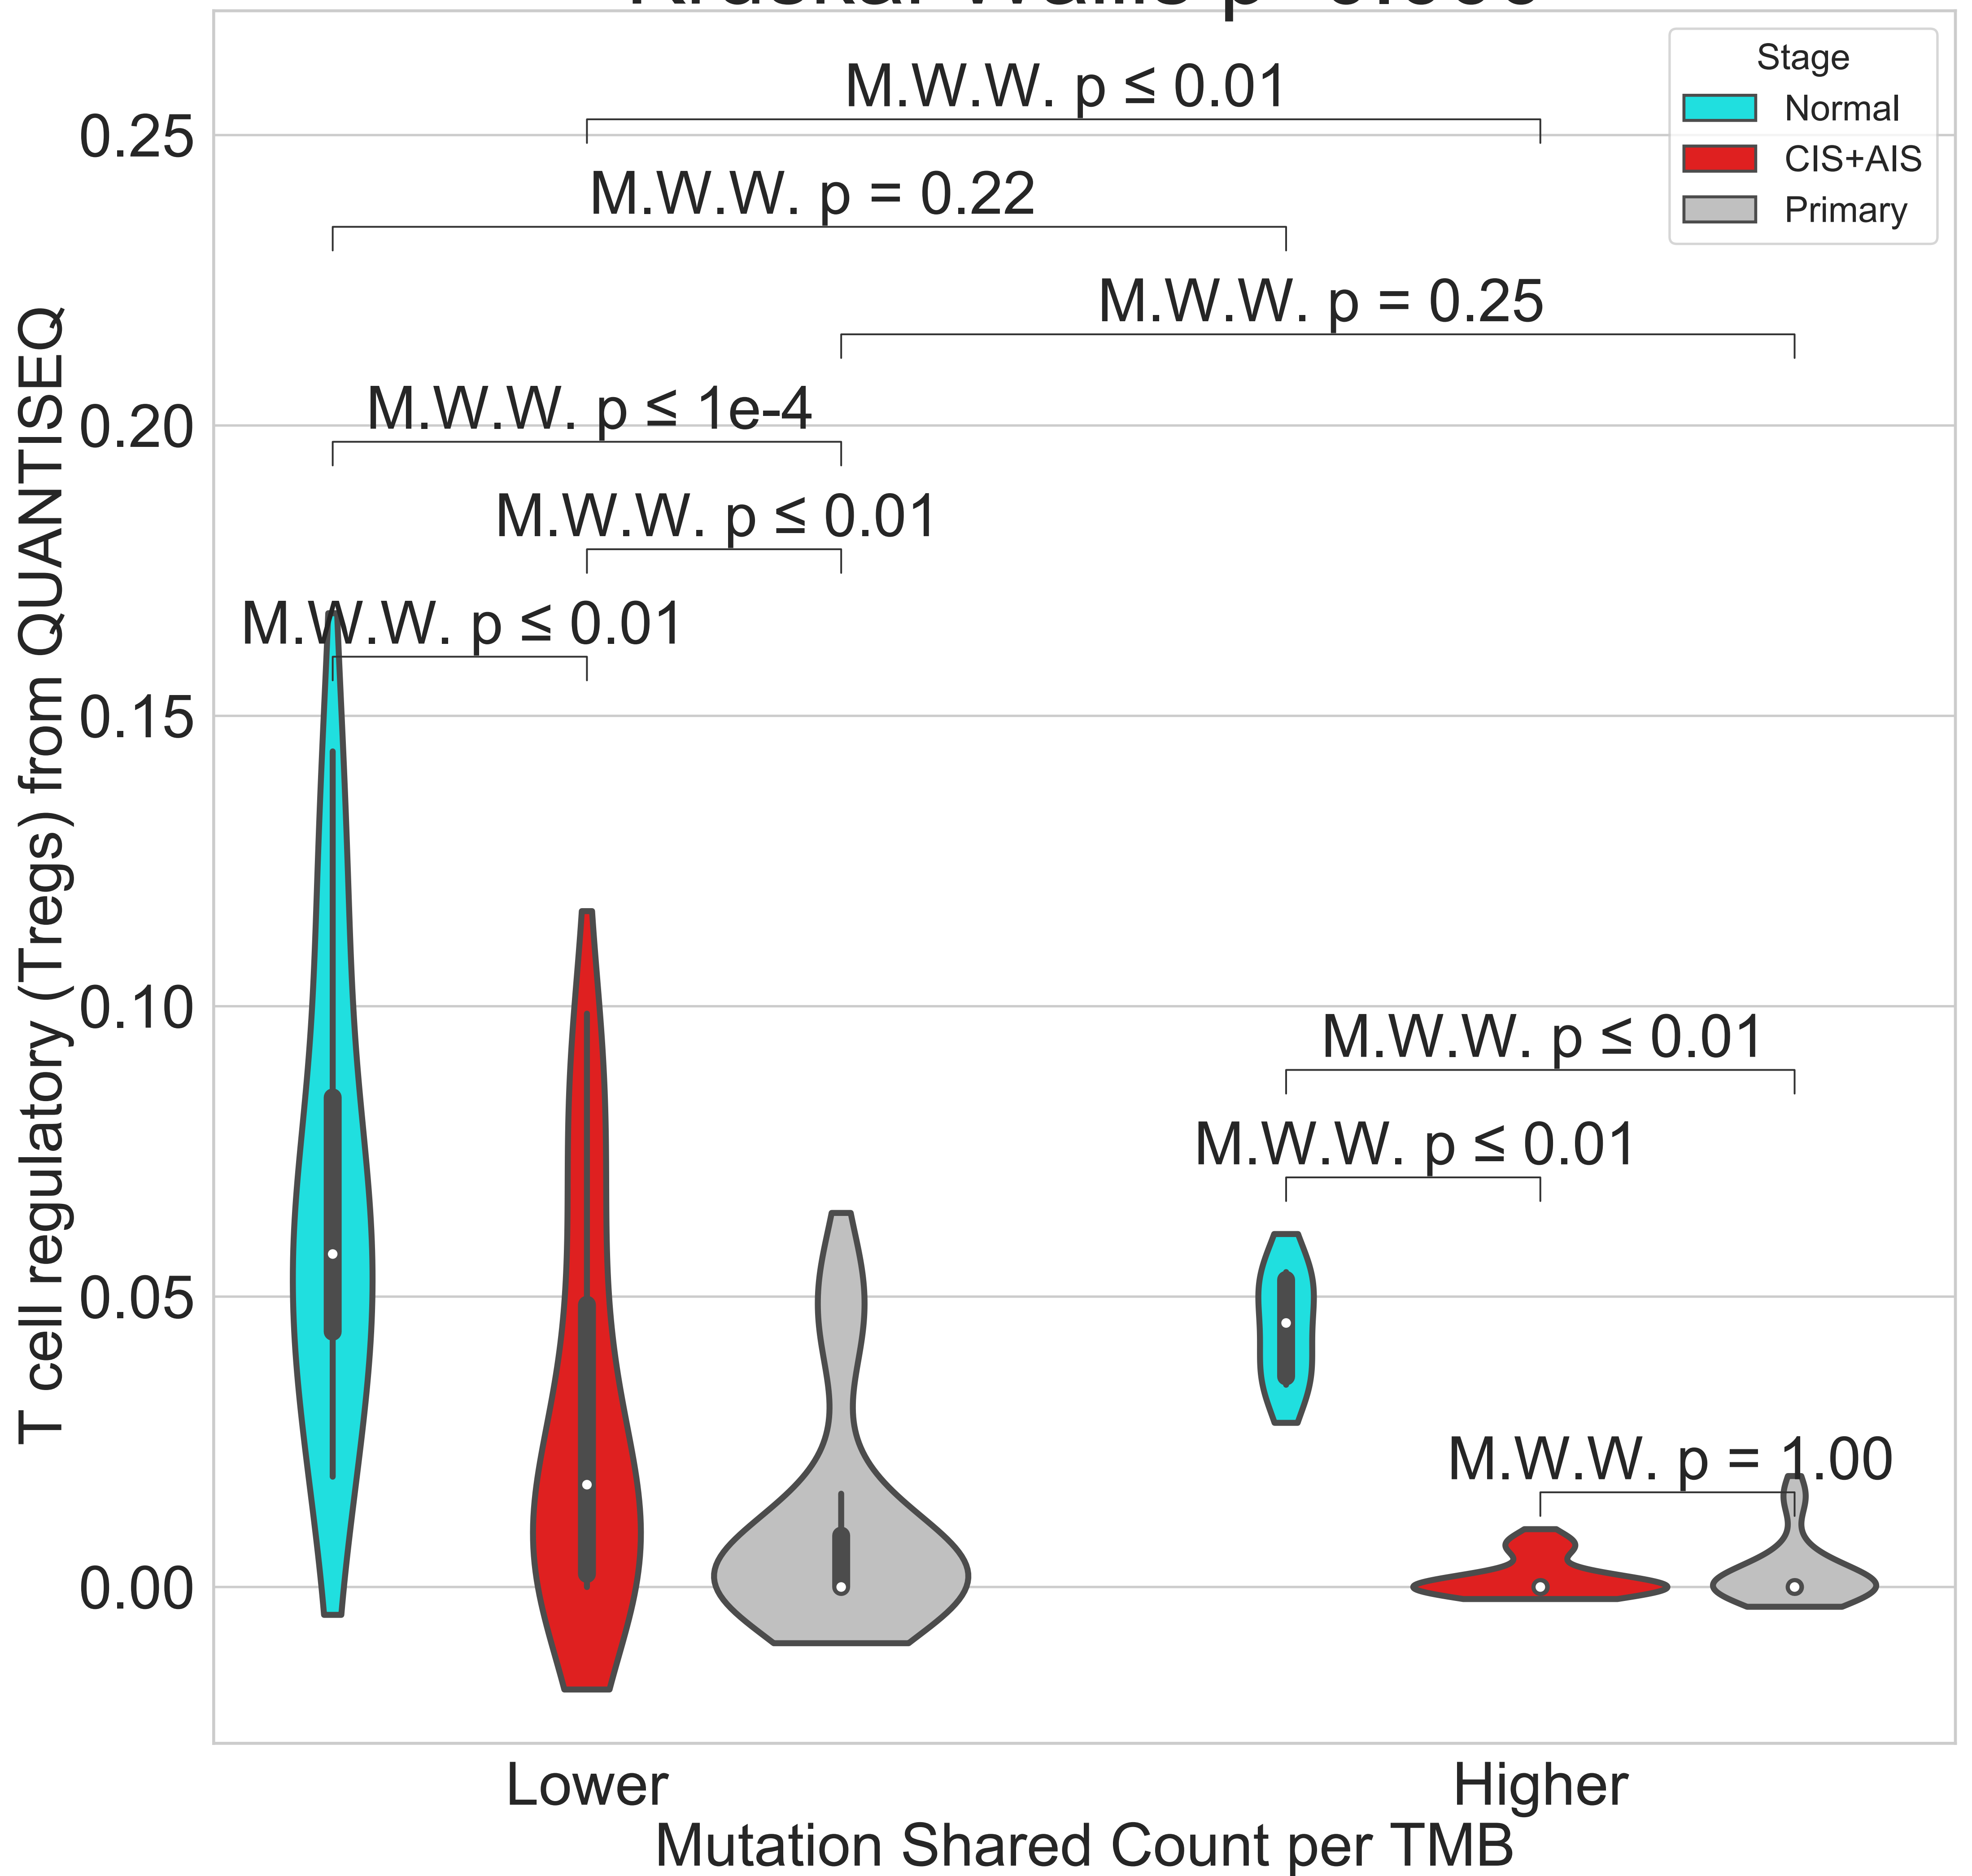 M.W.W. p ≤ 0.01
Stage
Normal
CIS+AIS
Primary
M.W.W. p = 0.22
M.W.W. p = 0.25
M.W.W. p ≤ 1e-4
M.W.W. p ≤ 0.01
M.W.W. p ≤ 0.01
M.W.W. p ≤ 0.01
M.W.W. p ≤ 0.01
M.W.W. p = 1.00
T cell regulatory (Tregs) from QUANTISEQ
0.25
0.20
0.15
0.10
0.05
0.00
Lower
Higher
Mutation Shared Count per TMB